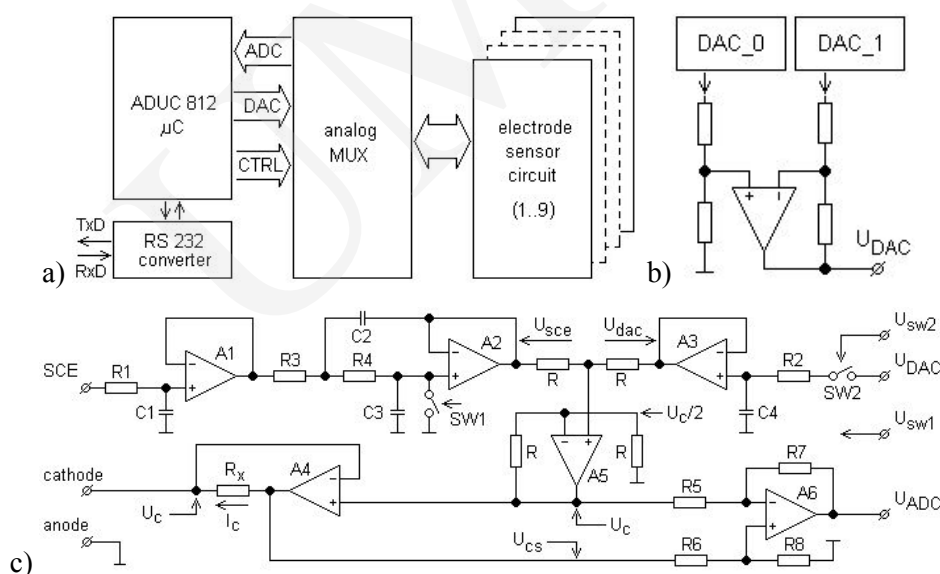 ADUC 812
µC
ADC
DAC
CTRL
analog
MUX
electrode
sensor
circuit
(1..9)
TxD
RxD
RS 232
converter
a)
DAC_0
DAC_1
+ −
U_DAC
b)
SCE
R1
C1
A1
− +
R3
C2
R4
C3
SW1
A2
− +
U_sce
U_dac
R
R
A3
− +
C4
R2
SW2
U_sw2
U_DAC
U_sw1
U_c/2
R
− +
R
A5
cathode
U_c
R_x
I_c
A4
− +
anode
U_cs
U_c
R5
R6
R7
A6
− +
R8
U_ADC
c)